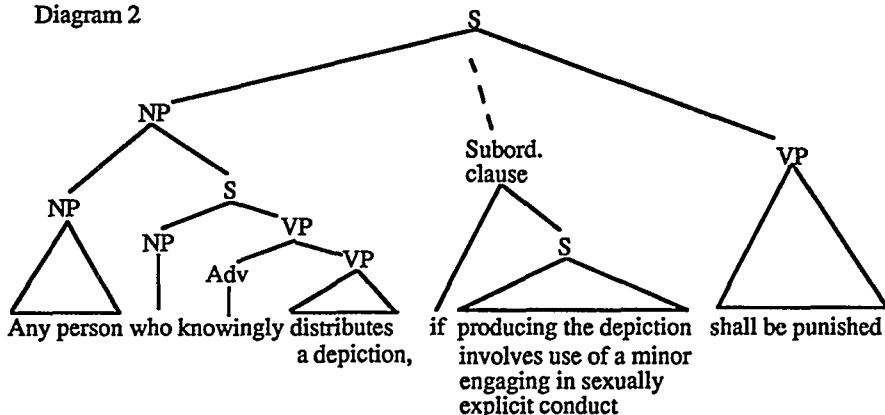 Diagram 2
S
NP
Subord.
clause
VP
NP
S
NP
VP
S
Adv
VP
Any person who knowingly distributes
a depiction,
if producing the depiction
involves use of a minor
engaging in sexually
explicit conduct
shall be punished